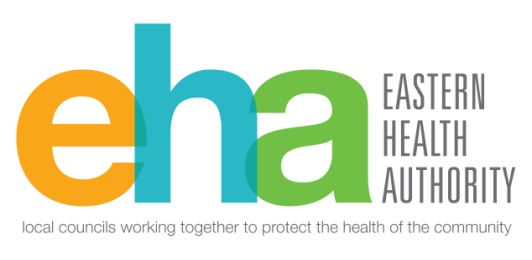 eha
EASTERN
HEALTH
AUTHORITY
local councils working together to protect the health of the community